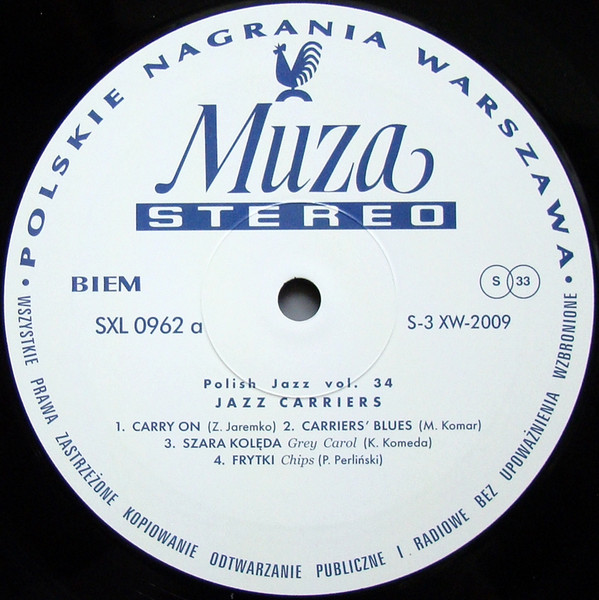 • POLSKIE NAGRANIA WARSZAWA •
Muza
STEREO
BIEM
S 33
SXL 0962 a
S-3 XW-2009
Polish Jazz vol. 34
JAZZ CARRIERS
1. CARRY ON (Z. Jaremko) 2. CARRIERS' BLUES (M. Komar)
3. SZARA KOLĘDA Grey Carol (K. Komeda)
4. FRYTKI Chips (P. Perliński)
WSZYSTKIE PRAWA ZASTRZEŻONE KOPIOWANIE ODTWARZANIE PUBLICZNE I RADIOWE BEZ UPOWAŻNIENIA WZBRONIONE